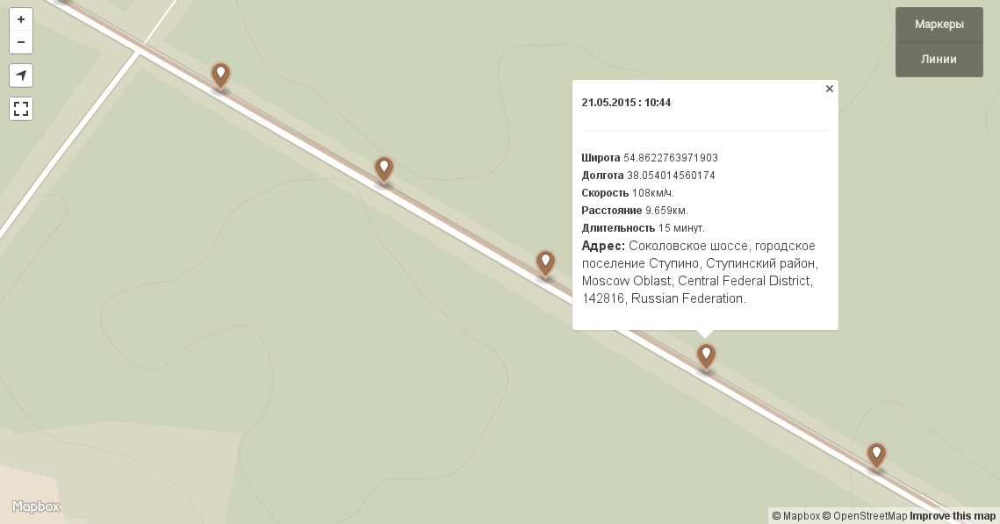 +
−
Маркеры
Линии
×
21.05.2015 : 10:44
Широта 54.8622763971903
Долгота 38.054014560174
Скорость 108км/ч.
Расстояние 9.659км.
Длительность 15 минут.
Адрес: Соколовское шоссе, городское
поселение Ступино, Ступинский район,
Moscow Oblast, Central Federal District,
142816, Russian Federation.
Mapbox
© Mapbox © OpenStreetMap Improve this map